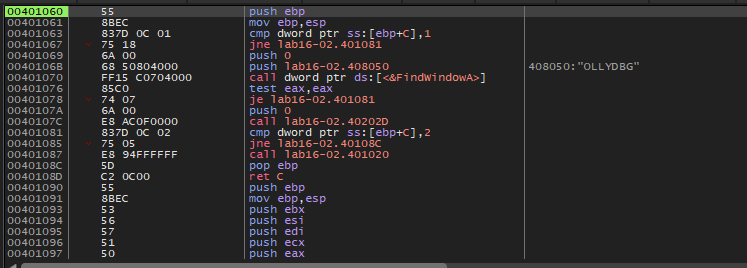 00401060 55 push ebp
00401061 8BEC mov ebp,esp
00401063 837D 0C 01 cmp dword ptr ss:[ebp+C],1
00401067 75 18 jne lab16-02.401081
00401069 6A 00 push 0
0040106B 68 50804000 push lab16-02.408050 408050:"OLLYDBG"
00401070 FF15 C0704000 call dword ptr ds:[<&FindWindowA>]
00401076 85C0 test eax,eax
00401078 74 07 je lab16-02.401081
0040107A 6A 00 push 0
0040107C E8 AC0F0000 call lab16-02.40202D
00401081 837D 0C 02 cmp dword ptr ss:[ebp+C],2
00401085 75 05 jne lab16-02.40108C
00401087 E8 94FFFFFF call lab16-02.401020
0040108C 5D pop ebp
0040108D C2 0C00 ret C
00401090 55 push ebp
00401091 8BEC mov ebp,esp
00401093 53 push ebx
00401094 56 push esi
00401095 57 push edi
00401096 51 push ecx
00401097 50 push eax